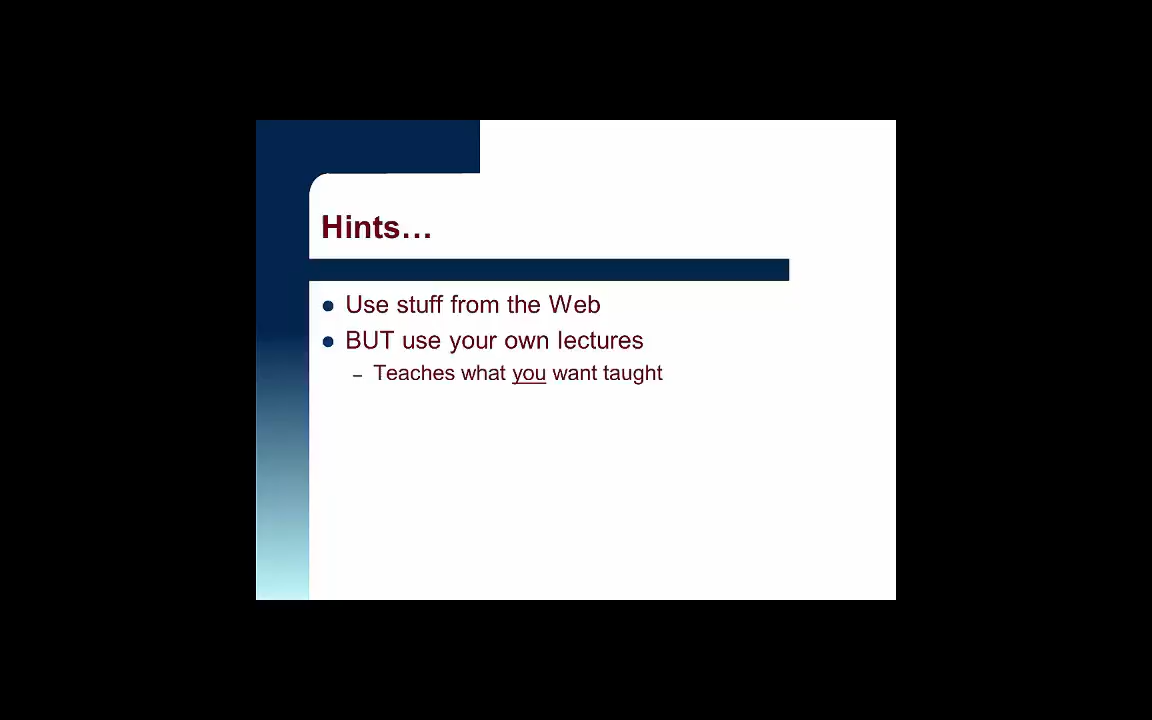 Hints…
● Use stuff from the Web
● BUT use your own lectures
– Teaches what you want taught